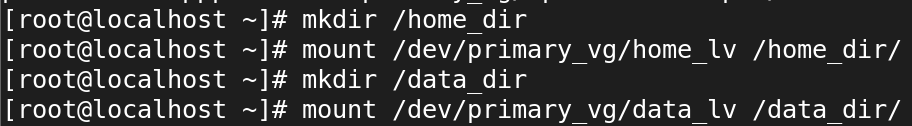 [root@localhost ~]# mkdir /home_dir
[root@localhost ~]# mount /dev/primary_vg/home_lv /home_dir/
[root@localhost ~]# mkdir /data_dir
[root@localhost ~]# mount /dev/primary_vg/data_lv /data_dir/